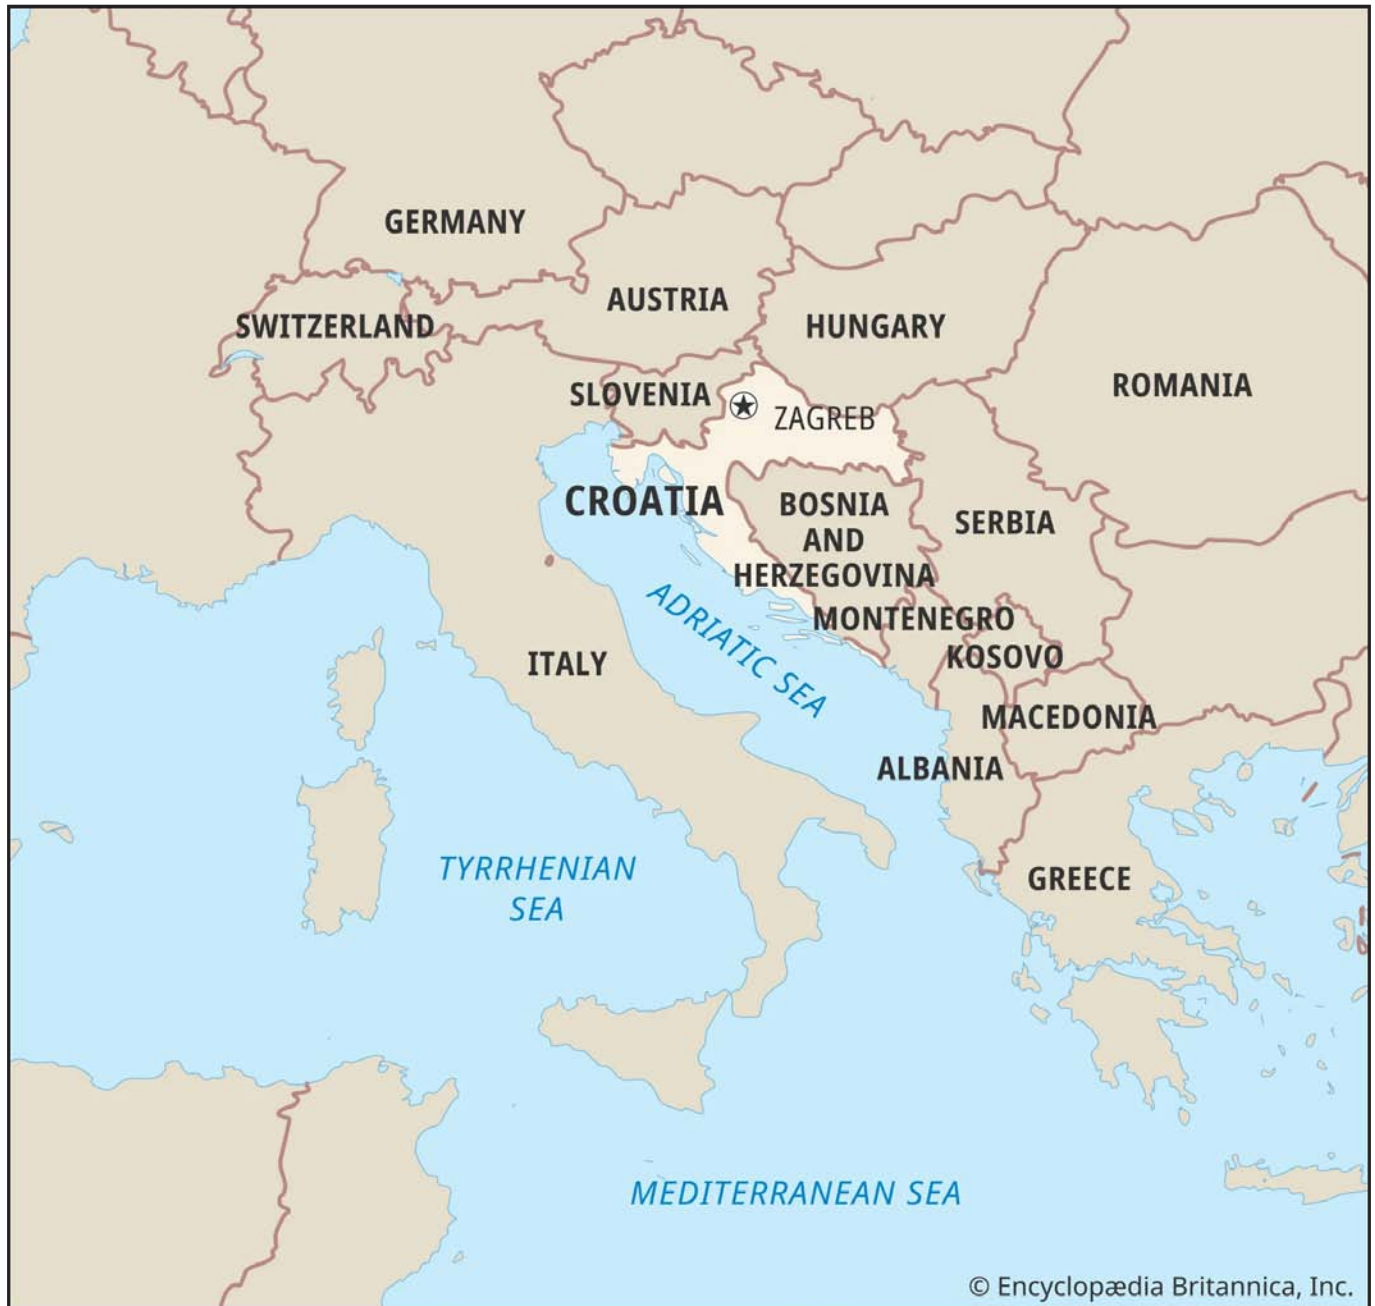 GERMANY
AUSTRIA
SWITZERLAND
HUNGARY
ROMANIA
SLOVENIA
ZAGREB
CROATIA
BOSNIA
AND
HERZEGOVINA
SERBIA
ADRIATIC SEA
MONTENEGRO
KOSOVO
ITALY
MACEDONIA
ALBANIA
TYRRHENIAN
SEA
GREECE
MEDITERRANEAN SEA
© Encyclopædia Britannica, Inc.